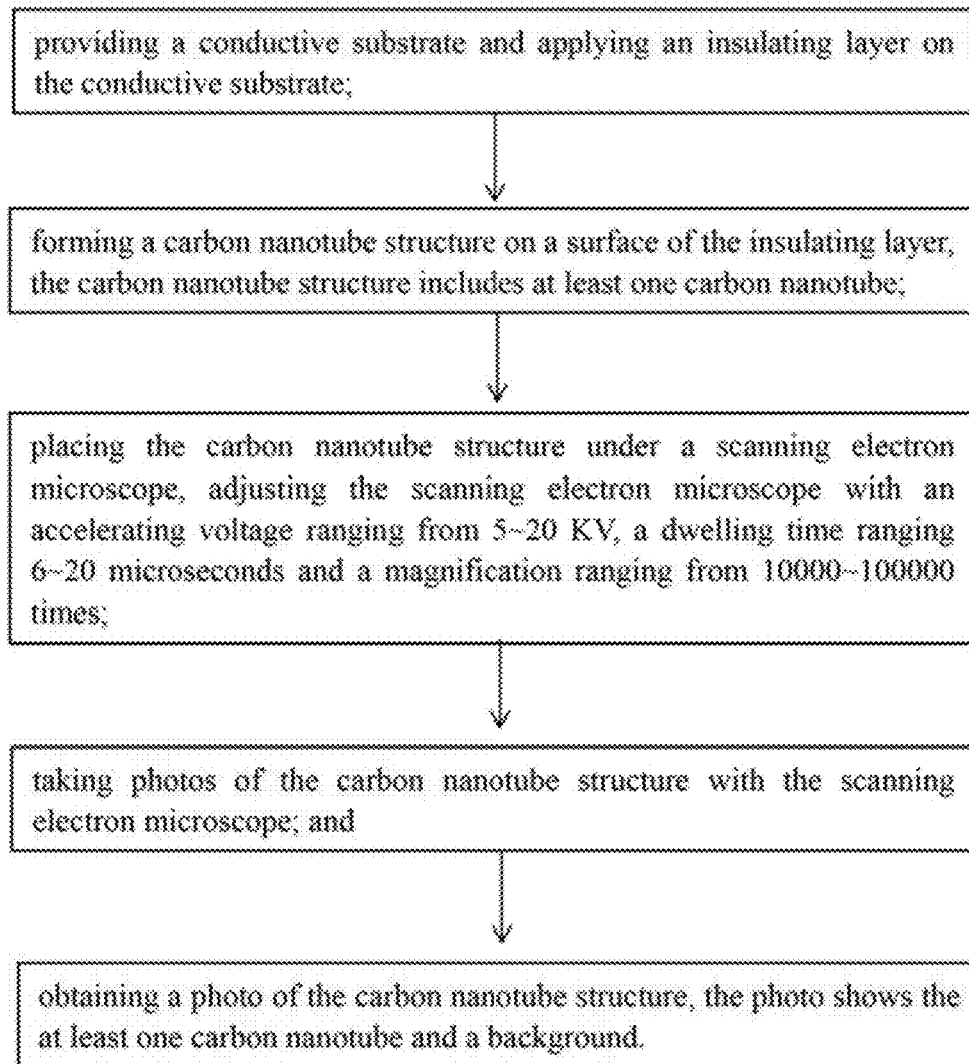 providing a conductive substrate and applying an insulating layer on
the conductive substrate;
forming a carbon nanotube structure on a surface of the insulating layer,
the carbon nanotube structure includes at least one carbon nanotube;
placing the carbon nanotube structure under a scanning electron
microscope, adjusting the scanning electron microscope with an
accelerating voltage ranging from 5~20 KV, a dwelling time ranging
6~20 microseconds and a magnification ranging from 10000~100000
times;
taking photos of the carbon nanotube structure with the scanning
electron microscope; and
obtaining a photo of the carbon nanotube structure, the photo shows the
at least one carbon nanotube and a background.